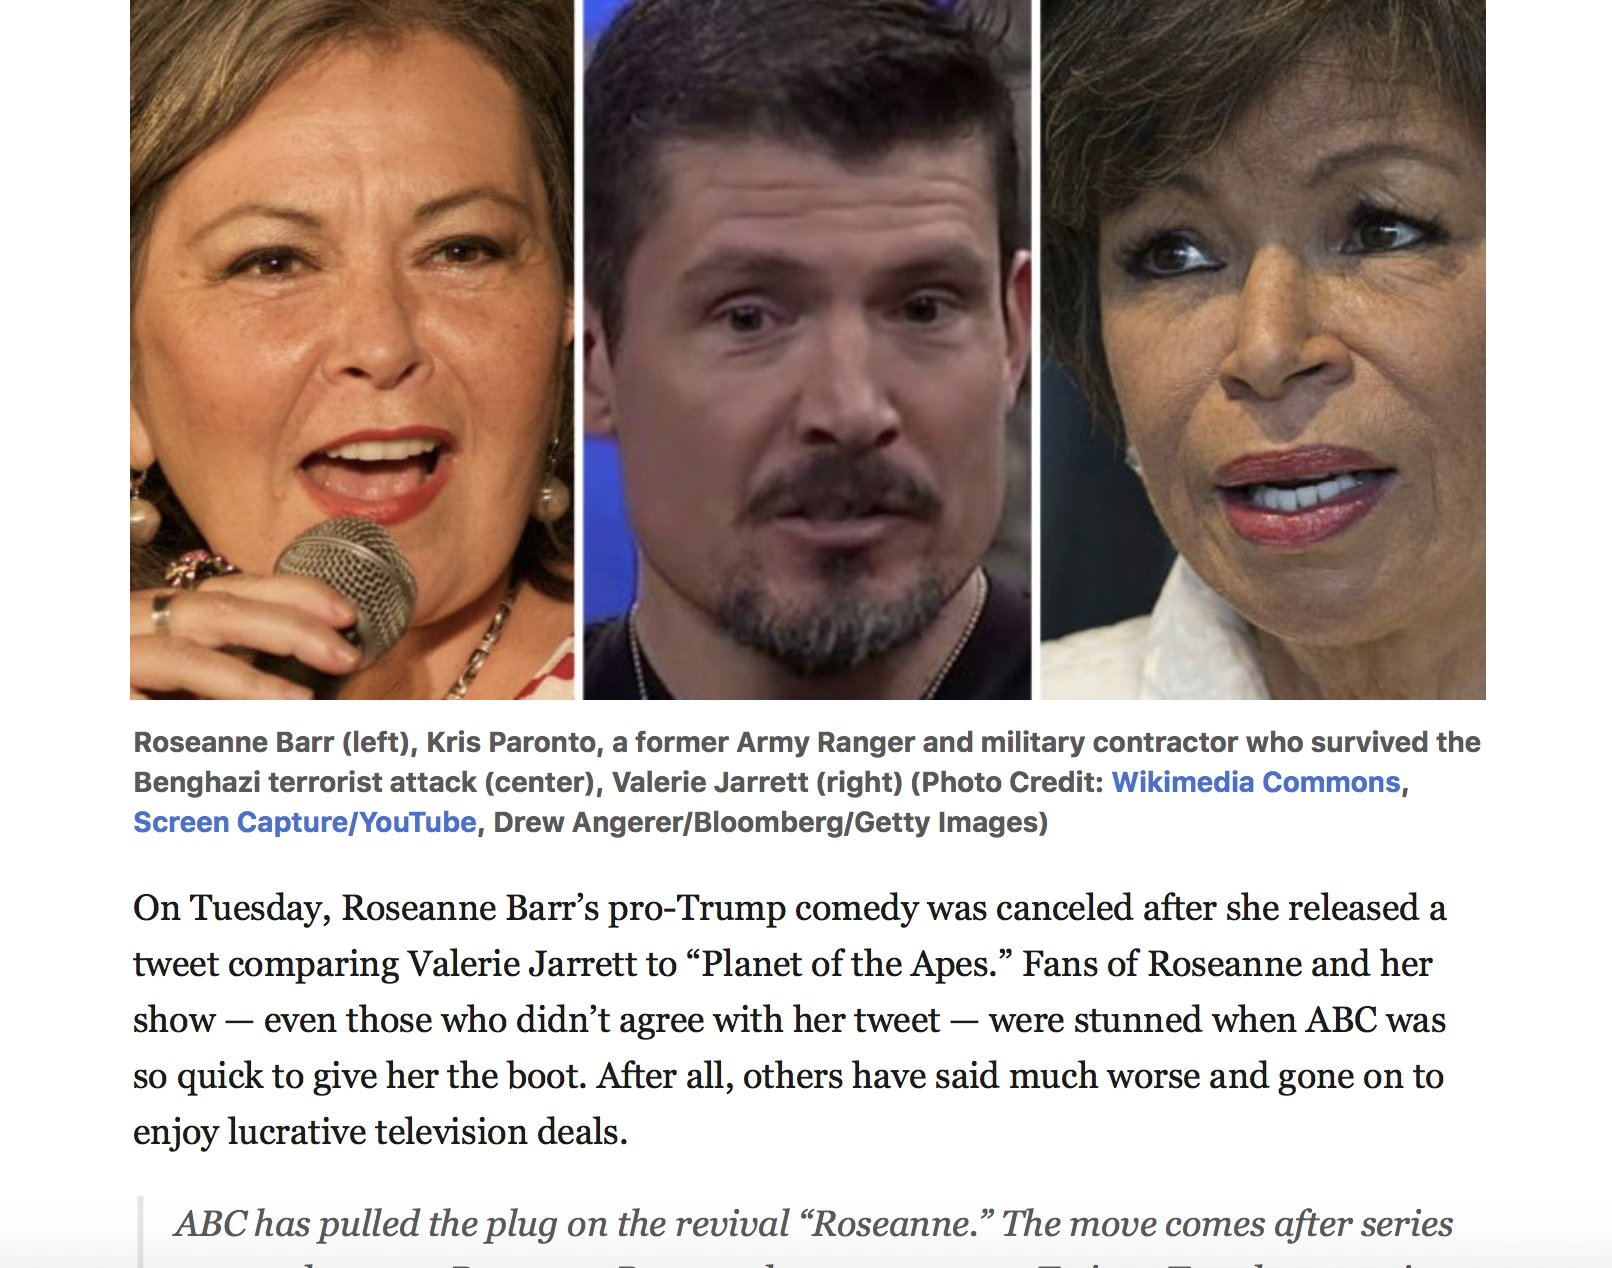 Roseanne Barr (left), Kris Paronto, a former Army Ranger and military contractor who survived the
Benghazi terrorist attack (center), Valerie Jarrett (right) (Photo Credit: Wikimedia Commons,
Screen Capture/YouTube, Drew Angerer/Bloomberg/Getty Images)
On Tuesday, Roseanne Barr’s pro-Trump comedy was canceled after she released a
tweet comparing Valerie Jarrett to “Planet of the Apes.” Fans of Roseanne and her
show — even those who didn’t agree with her tweet — were stunned when ABC was
so quick to give her the boot. After all, others have said much worse and gone on to
enjoy lucrative television deals.
ABC has pulled the plug on the revival “Roseanne.” The move comes after series